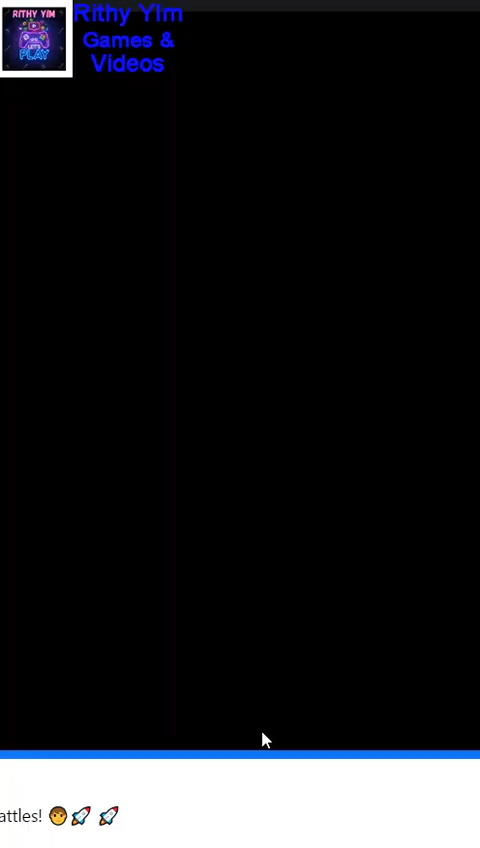 RITHY YIM
LET'S
PLAY
Rithy YIm
Games &
Videos
attles! 🧑🚀 🚀